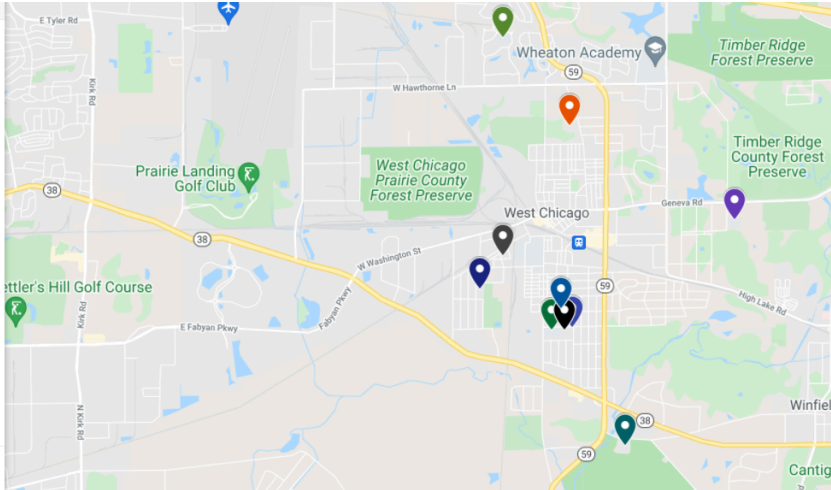 E Tyler Rd
Kirk Rd
Wheaton Academy
59
Timber Ridge
Forest Preserve
W Hawthorne Ln
Timber Ridge
County Forest
Preserve
West Chicago
Prairie County
Forest Preserve
Prairie Landing
Golf Club
38
Geneva Rd
West Chicago
38
W Washington St
59
ettler's Hill Golf Course
Kirk Rd
Fabyan Pkwy
High Lake Rd
E Fabyan Pkwy
N Kirk Rd
Winfiel
38
59
Cantig